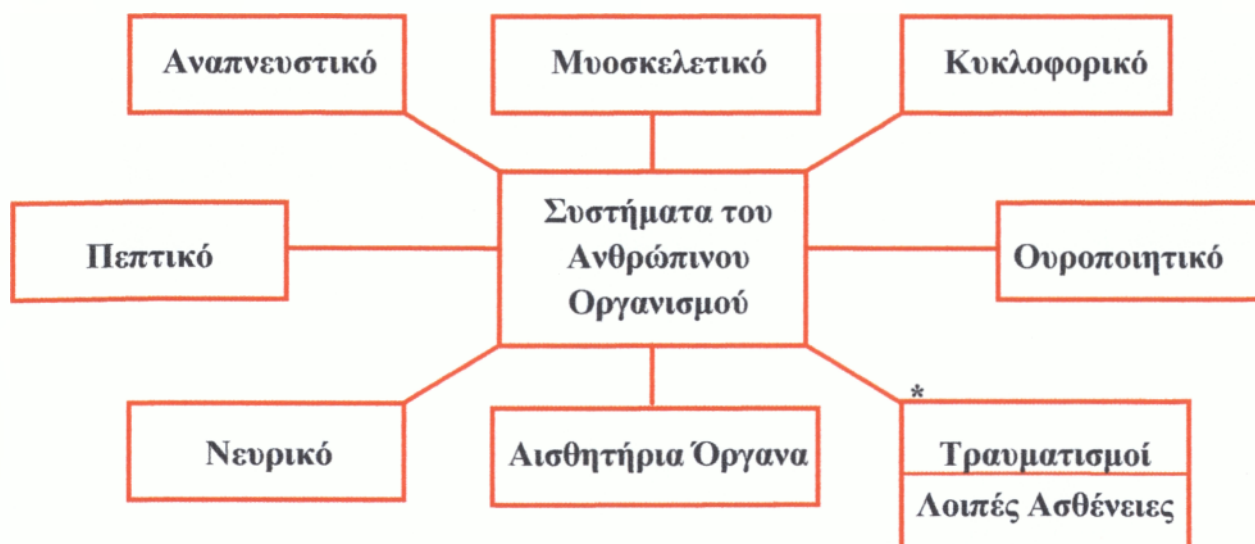 Αναπνευστικό
Μυοσκελετικό
Κυκλοφορικό
Πεπτικό
Συστήματα του
Ανθρώπινου
Οργανισμού
Ουροποιητικό
Νευρικό
Αισθητήρια Όργανα
*
Τραυματισμοί
Λοιπές Ασθένειες